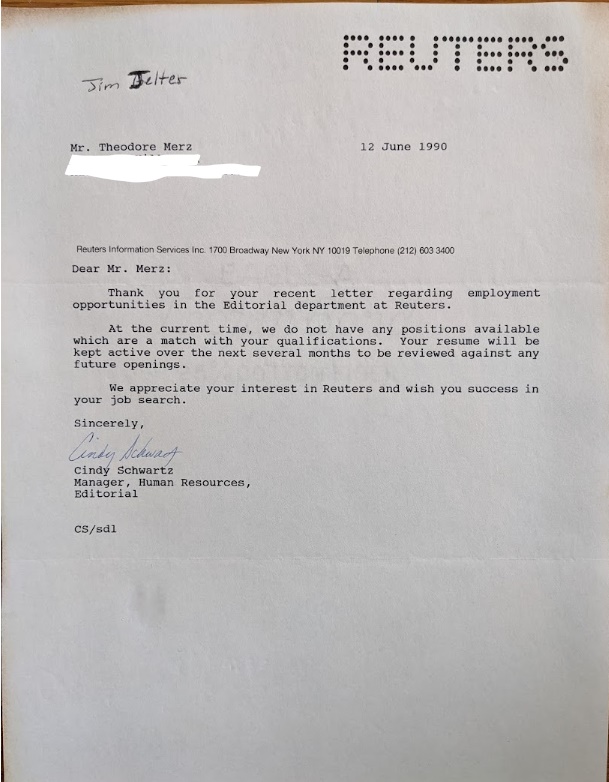 REUTERS
Jim Jelter
Mr. Theodore Merz
12 June 1990
Reuters Information Services Inc. 1700 Broadway New York NY 10019 Telephone (212) 603 3400
Dear Mr. Merz:
Thank you for your recent letter regarding employment
opportunities in the Editorial department at Reuters.
At the current time, we do not have any positions available
which are a match with your qualifications. Your resume will be
kept active over the next several months to be reviewed against any
future openings.
We appreciate your interest in Reuters and wish you success in
your job search.
Sincerely,
Cindy Schwartz
Cindy Schwartz
Manager, Human Resources,
Editorial
CS/sdl